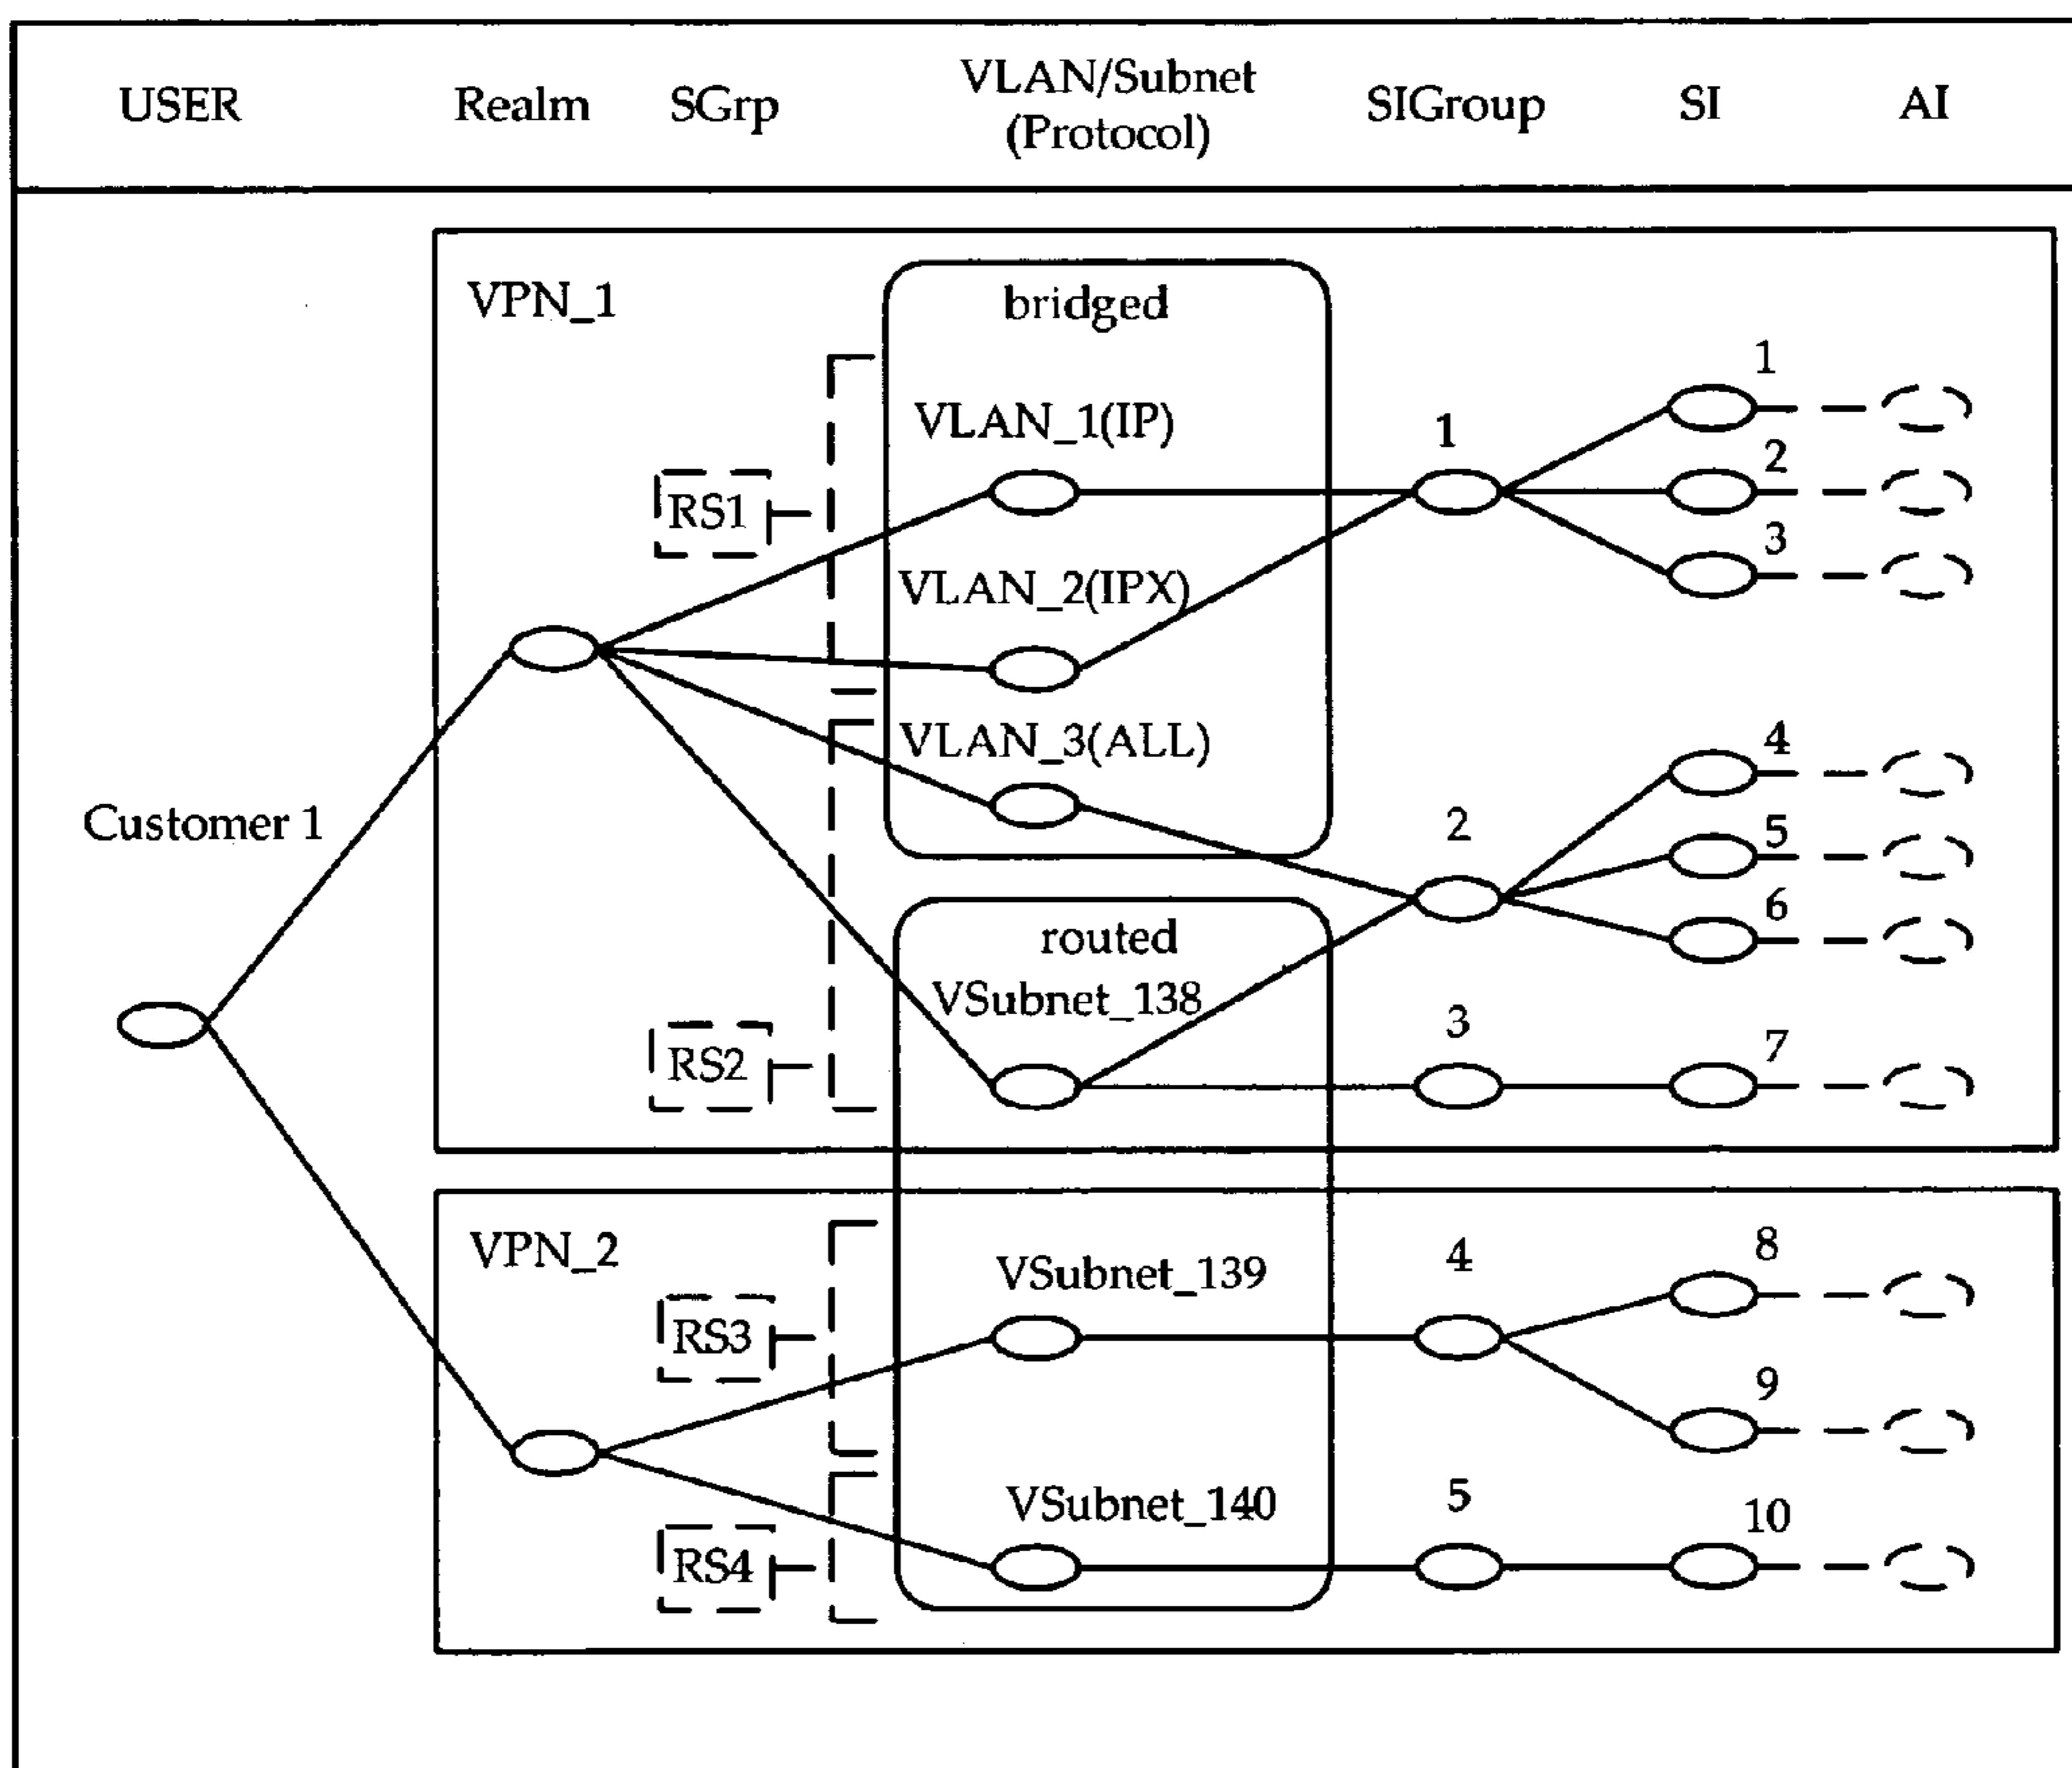 USER
Realm
SGrp
VLAN/Subnet
(Protocol)
SIGroup
SI
AI
VPN_1
bridged
1
VLAN_1(IP)
1
2
RS1
3
VLAN_2(IPX)
VLAN_3(ALL)
4
Customer 1
2
5
6
routed
VSubnet_138
3
7
RS2
VPN_2
VSubnet_139
4
8
RS3
9
VSubnet_140
5
10
RS4